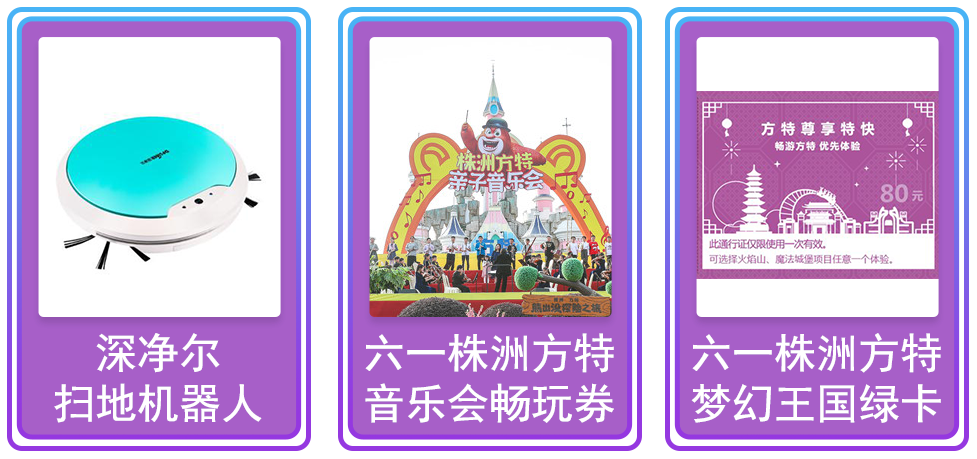 株洲方特
亲子音乐会
方特尊享特快
畅游方特 优先体验
80元
此通行证仅限使用一次有效。
可选择火焰山、魔法城堡项目任意一个体验。
深净尔
扫地机器人
六一株洲方特
音乐会畅玩券
六一株洲方特
梦幻王国绿卡